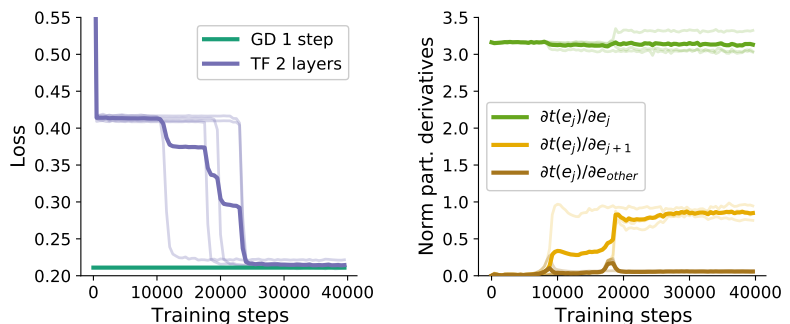 0.55
0.50
0.45
0.40
0.35
0.30
0.25
0.20
Loss
GD 1 step
TF 2 layers
0 10000 20000 30000 40000
Training steps
3.5
3.0
2.5
2.0
1.5
1.0
0.5
0.0
Norm part. derivatives
∂t(e_j)/∂e_j
∂t(e_j)/∂e_{j+1}
∂t(e_j)/∂e_{other}
0 10000 20000 30000 40000
Training steps